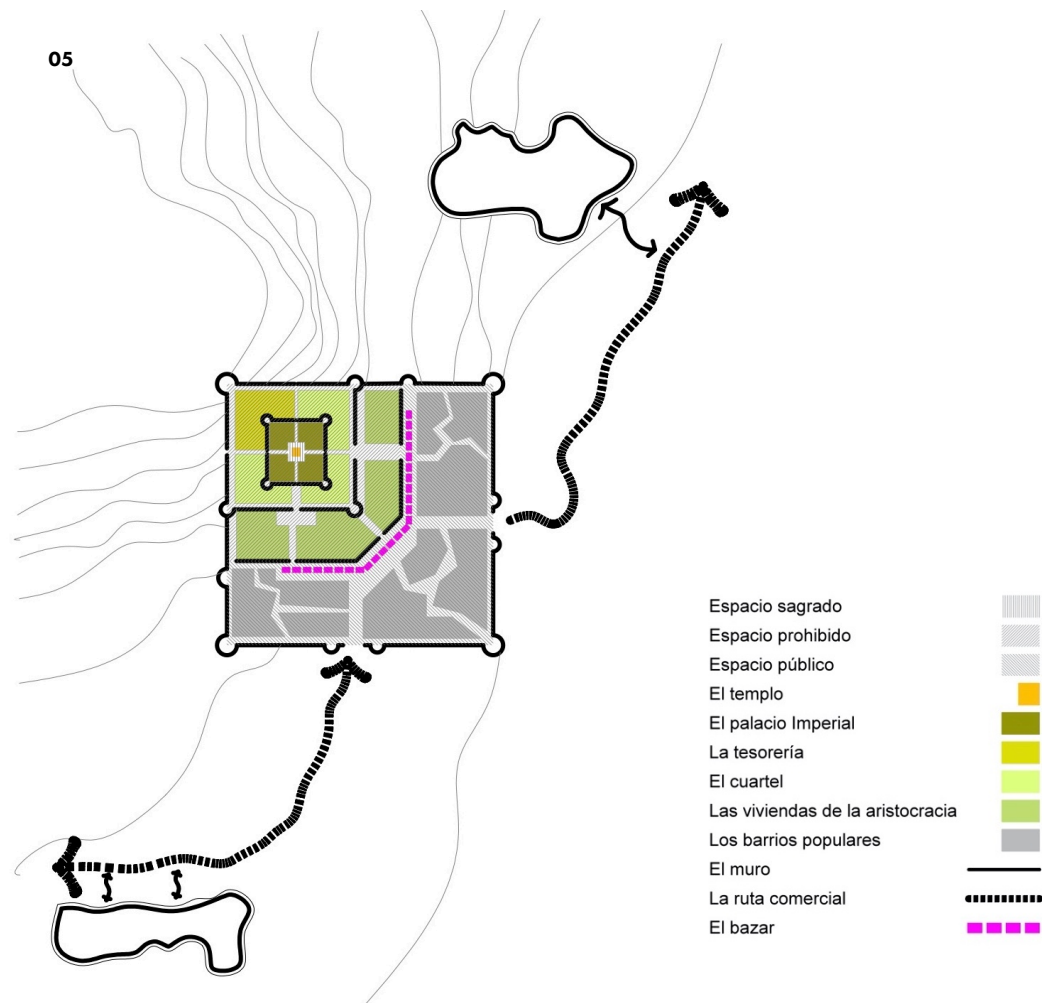 05
Espacio sagrado
Espacio prohibido
Espacio público
El templo
El palacio Imperial
La tesorería
El cuartel
Las viviendas de la aristocracia
Los barrios populares
El muro
La ruta comercial
El bazar